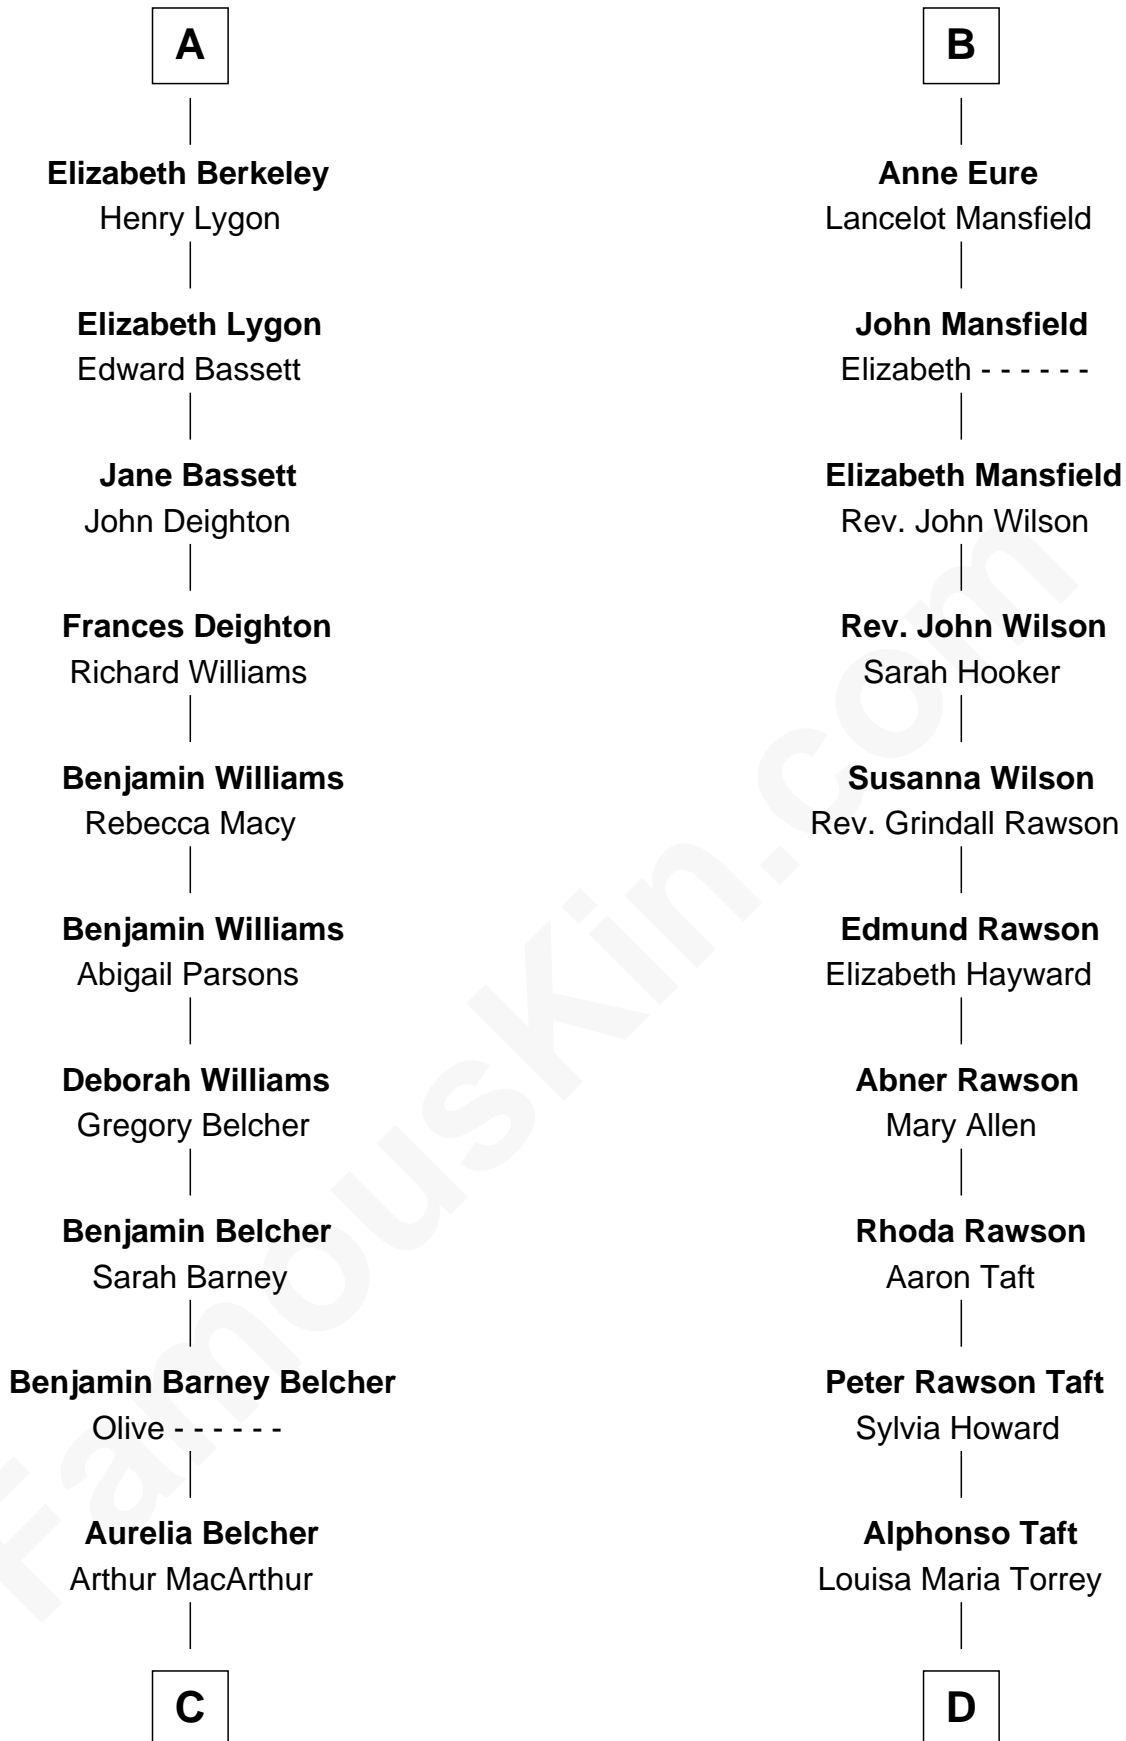 A
Elizabeth Berkeley
Henry Lygon
Elizabeth Lygon
Edward Bassett
Jane Bassett
John Deighton
Frances Deighton
Richard Williams
Benjamin Williams
Rebecca Macy
Benjamin Williams
Abigail Parsons
Deborah Williams
Gregory Belcher
Benjamin Belcher
Sarah Barney
Benjamin Barney Belcher
Olive - - - - - -
Aurelia Belcher
Arthur MacArthur
C
B
Anne Eure
Lancelot Mansfield
John Mansfield
Elizabeth - - - - - -
Elizabeth Mansfield
Rev. John Wilson
Rev. John Wilson
Sarah Hooker
Susanna Wilson
Rev. Grindall Rawson
Edmund Rawson
Elizabeth Hayward
Abner Rawson
Mary Allen
Rhoda Rawson
Aaron Taft
Peter Rawson Taft
Sylvia Howard
Alphonso Taft
Louisa Maria Torrey
D
FamousKin.com